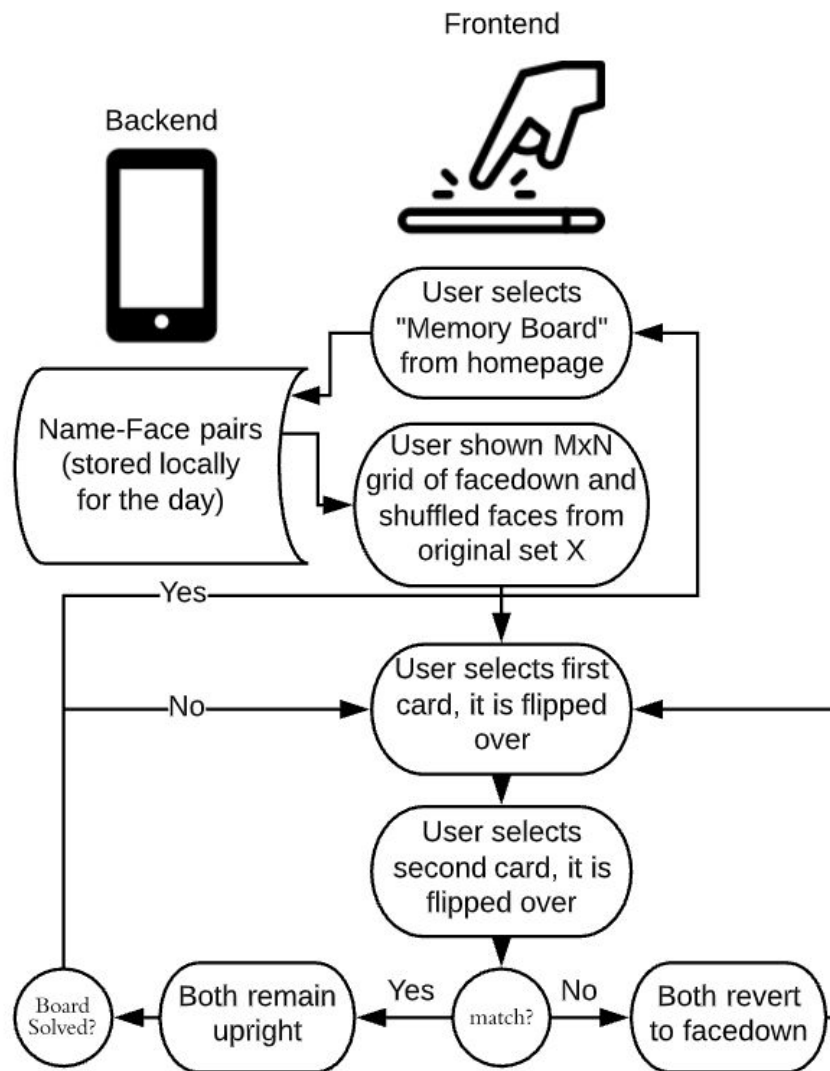 Frontend
Backend
User selects
"Memory Board"
from homepage
Name-Face pairs
(stored locally
for the day)
User shown MxN
grid of facedown and
shuffled faces from
original set X
Yes
User selects first
card, it is flipped
over
No
User selects
second card, it is
flipped over
Board
Solved?
Both remain
upright
Yes
match?
No
Both revert
to facedown